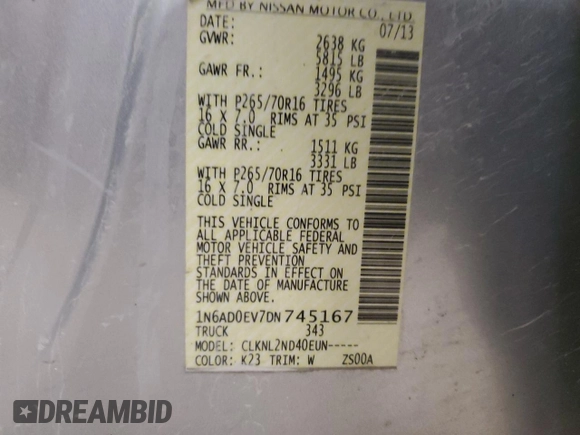 MFD BY NISSAN MOTOR CO., LTD.
DATE: 07/13
GVWR: 2638 KG
5815 LB
GAWR FR.: 1495 KG
3296 LB
WITH P265/70R16 TIRES
16 X 7.0 RIMS AT 35 PSI
COLD SINGLE
GAWR RR.: 1511 KG
3331 LB
WITH P265/70R16 TIRES
16 X 7.0 RIMS AT 35 PSI
COLD SINGLE
THIS VEHICLE CONFORMS TO
ALL APPLICABLE FEDERAL
MOTOR VEHICLE SAFETY AND
THEFT PREVENTION
STANDARDS IN EFFECT ON
THE DATE OF MANUFACTURE
SHOWN ABOVE.
1N6AD0EV7DN745167
TRUCK 343
MODEL: CLKNL2ND40EUN-----
COLOR: K23 TRIM: W ZS00A
DREAMBID